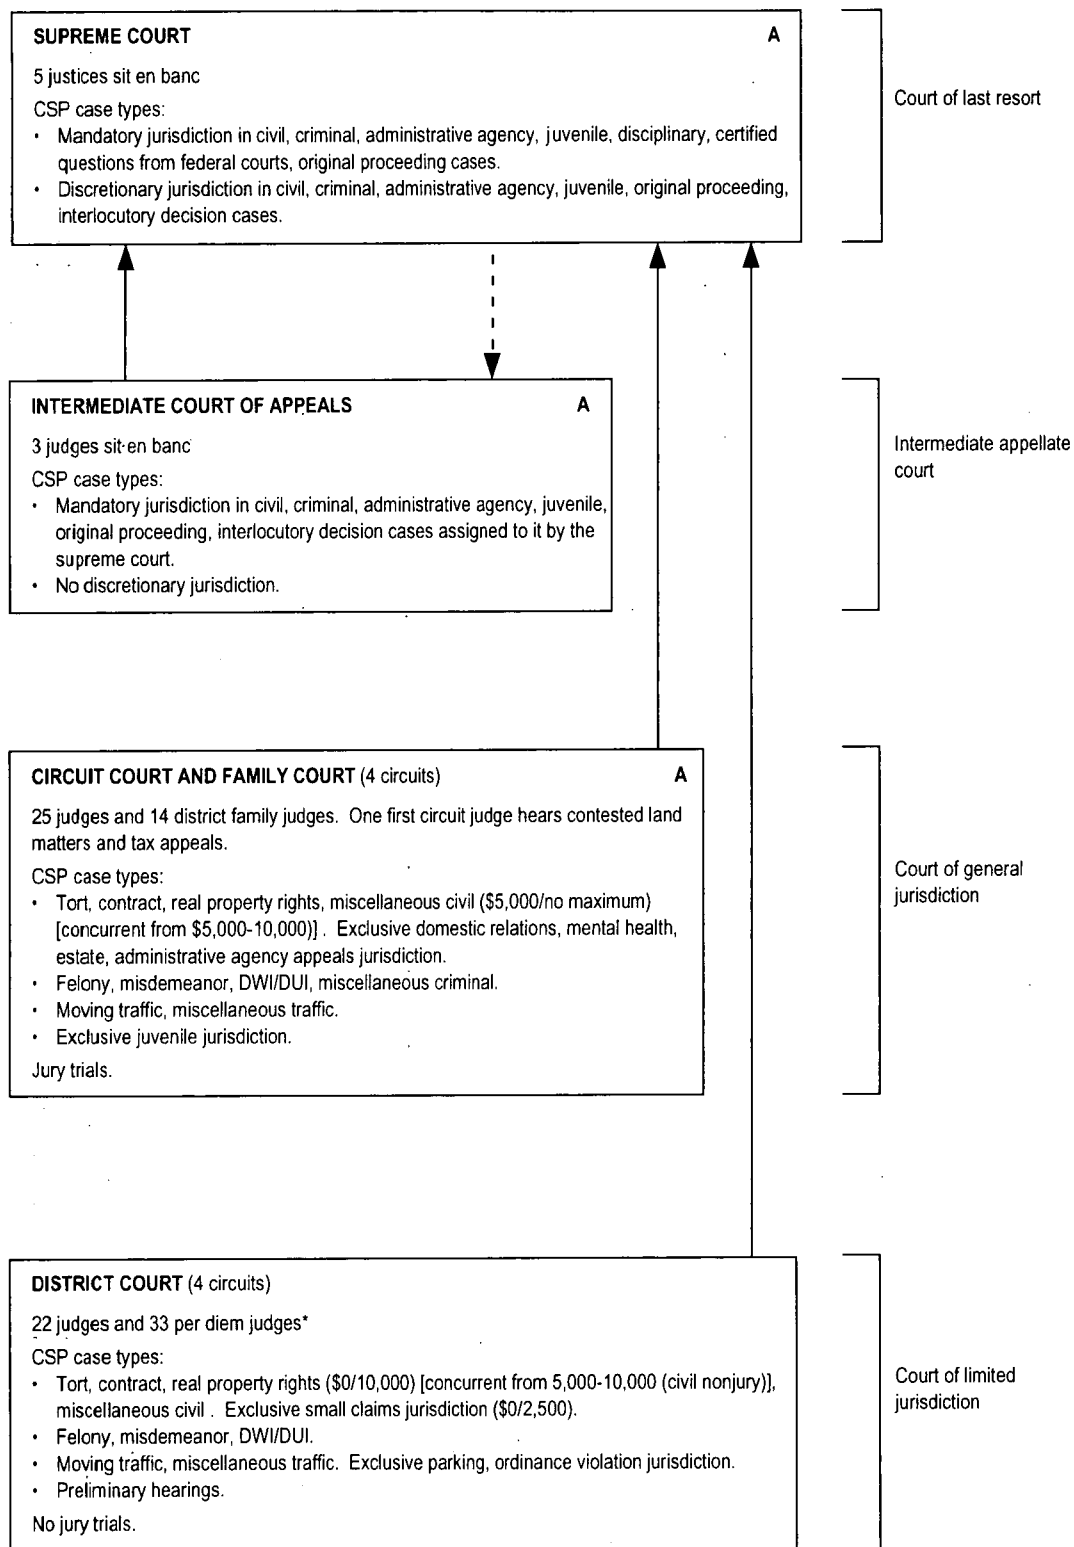 SUPREME COURT A
5 justices sit en banc
CSP case types:
• Mandatory jurisdiction in civil, criminal, administrative agency, juvenile, disciplinary, certified
questions from federal courts, original proceeding cases.
• Discretionary jurisdiction in civil, criminal, administrative agency, juvenile, original proceeding,
interlocutory decision cases.
Court of last resort
INTERMEDIATE COURT OF APPEALS A
3 judges sit en banc
CSP case types:
• Mandatory jurisdiction in civil, criminal, administrative agency, juvenile,
original proceeding, interlocutory decision cases assigned to it by the
supreme court.
• No discretionary jurisdiction.
Intermediate appellate
court
CIRCUIT COURT AND FAMILY COURT (4 circuits) A
25 judges and 14 district family judges. One first circuit judge hears contested land
matters and tax appeals.
CSP case types:
• Tort, contract, real property rights, miscellaneous civil ($5,000/no maximum)
[concurrent from $5,000-10,000)] . Exclusive domestic relations, mental health,
estate, administrative agency appeals jurisdiction.
• Felony, misdemeanor, DWI/DUI, miscellaneous criminal.
• Moving traffic, miscellaneous traffic.
• Exclusive juvenile jurisdiction.
Jury trials.
Court of general
jurisdiction
DISTRICT COURT (4 circuits)
22 judges and 33 per diem judges*
CSP case types:
• Tort, contract, real property rights ($0/10,000) [concurrent from 5,000-10,000 (civil nonjury)],
miscellaneous civil . Exclusive small claims jurisdiction ($0/2,500).
• Felony, misdemeanor, DWI/DUI.
• Moving traffic, miscellaneous traffic. Exclusive parking, ordinance violation jurisdiction.
• Preliminary hearings.
No jury trials.
Court of limited
jurisdiction